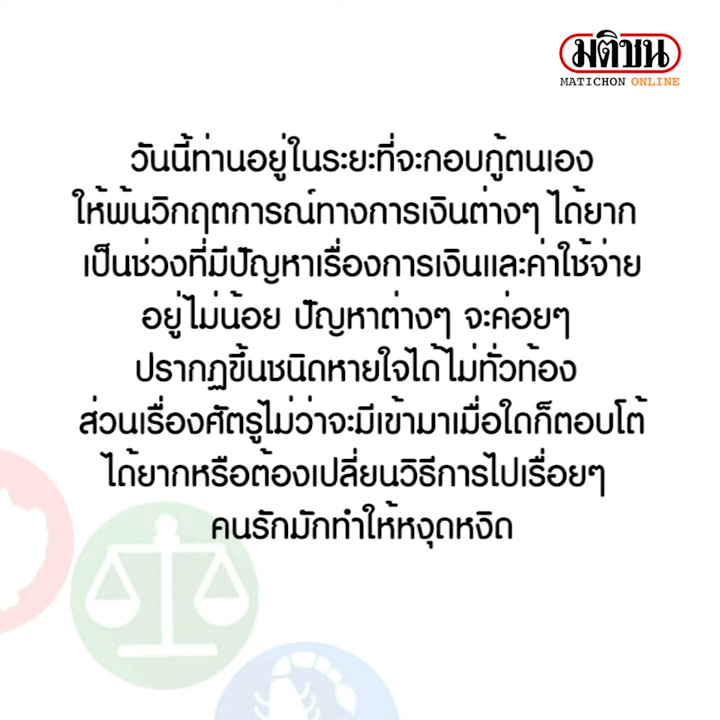 มติชน
MATICHON ONLINE
วันนี้ท่านอยู่ในระยะที่จะกอบกู้ตนเอง
ให้พ้นวิกฤตการณ์ทางการเงินต่างๆ ได้ยาก
เป็นช่วงที่มีปัญหาเรื่องการเงินและค่าใช้จ่าย
อยู่ไม่น้อย ปัญหาต่างๆ จะค่อยๆ
ปรากฏขึ้นชนิดหายใจได้ไม่ทั่วท้อง
ส่วนเรื่องศัตรูไม่ว่าจะมีเข้ามาเมื่อใดก็ตอบโต้
ได้ยากหรือต้องเปลี่ยนวิธีการไปเรื่อยๆ
คนรักมักทำให้หงุดหงิด